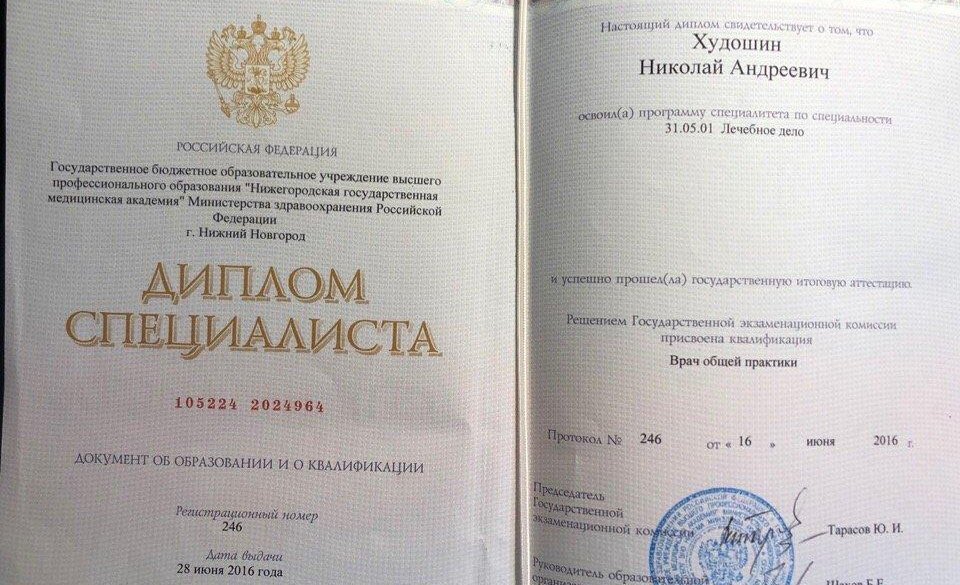 РОССИЙСКАЯ ФЕДЕРАЦИЯ
Государственное бюджетное образовательное учреждение высшего
профессионального образования "Нижегородская государственная
медицинская академия" Министерства здравоохранения Российской
Федерации
г. Нижний Новгород
ДИПЛОМ
СПЕЦИАЛИСТА
105224 2024964
ДОКУМЕНТ ОБ ОБРАЗОВАНИИ И О КВАЛИФИКАЦИИ
Регистрационный номер
246
Дата выдачи
28 июня 2016 года
Настоящий диплом свидетельствует о том, что
Худошин
Николай Андреевич
освоил(а) программу специалитета по специальности
31.05.01 Лечебное дело
и успешно прошел(ла) государственную итоговую аттестацию.
Решением Государственной экзаменационной комиссии
присвоена квалификация
Врач общей практики
Протокол № 246 от « 16 » июня 2016 г.
Председатель
Государственной
экзаменационной комиссии
Тарасов Ю. И.
Руководитель образовательной